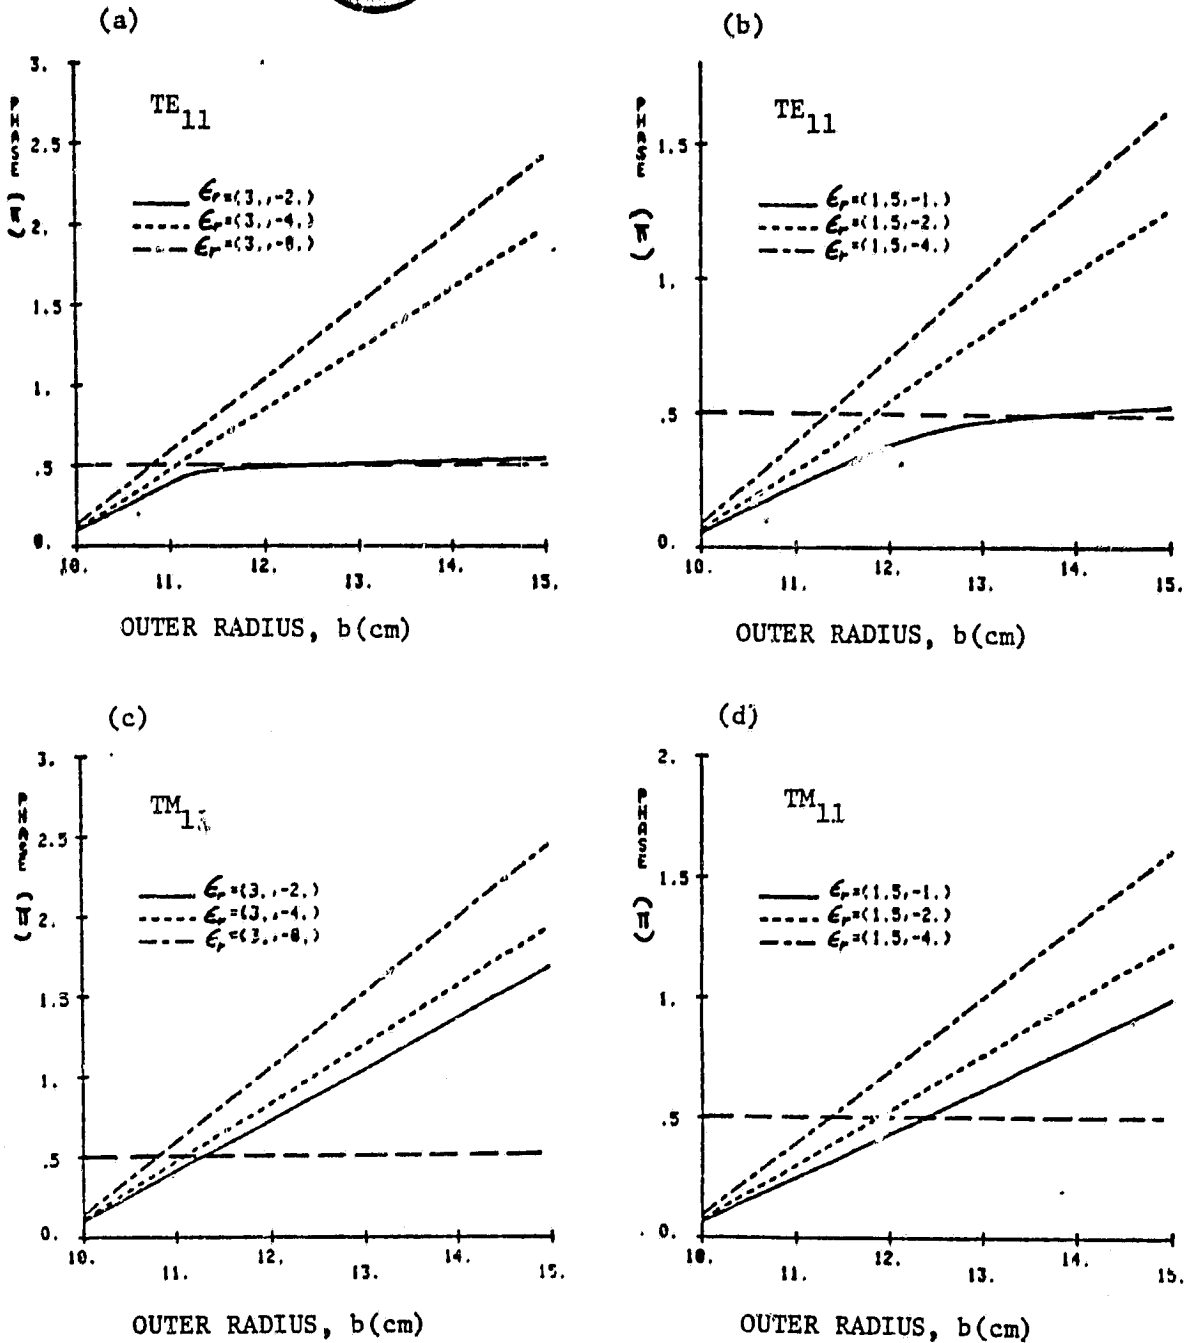 (a)
3.
2.5
2.
1.5
1.
.5
0.
PHASE (π)
TE11
ϵr=(3.,-2.)
ϵr=(3.,-4.)
ϵr=(3.,-8.)
10. 11. 12. 13. 14. 15.
OUTER RADIUS, b(cm)
(b)
1.5
1.
.5
0.
PHASE (π)
TE11
ϵr=(1.5,-1.)
ϵr=(1.5,-2.)
ϵr=(1.5,-4.)
10. 11. 12. 13. 14. 15.
OUTER RADIUS, b(cm)
(c)
3.
2.5
2.
1.5
1.
.5
0.
PHASE (π)
TM11
ϵr=(3.,-2.)
ϵr=(3.,-4.)
ϵr=(3.,-8.)
10. 11. 12. 13. 14. 15.
OUTER RADIUS, b(cm)
(d)
2.
1.5
1.
.5
0.
PHASE (π)
TM11
ϵr=(1.5,-1.)
ϵr=(1.5,-2.)
ϵr=(1.5,-4.)
10. 11. 12. 13. 14. 15.
OUTER RADIUS, b(cm)